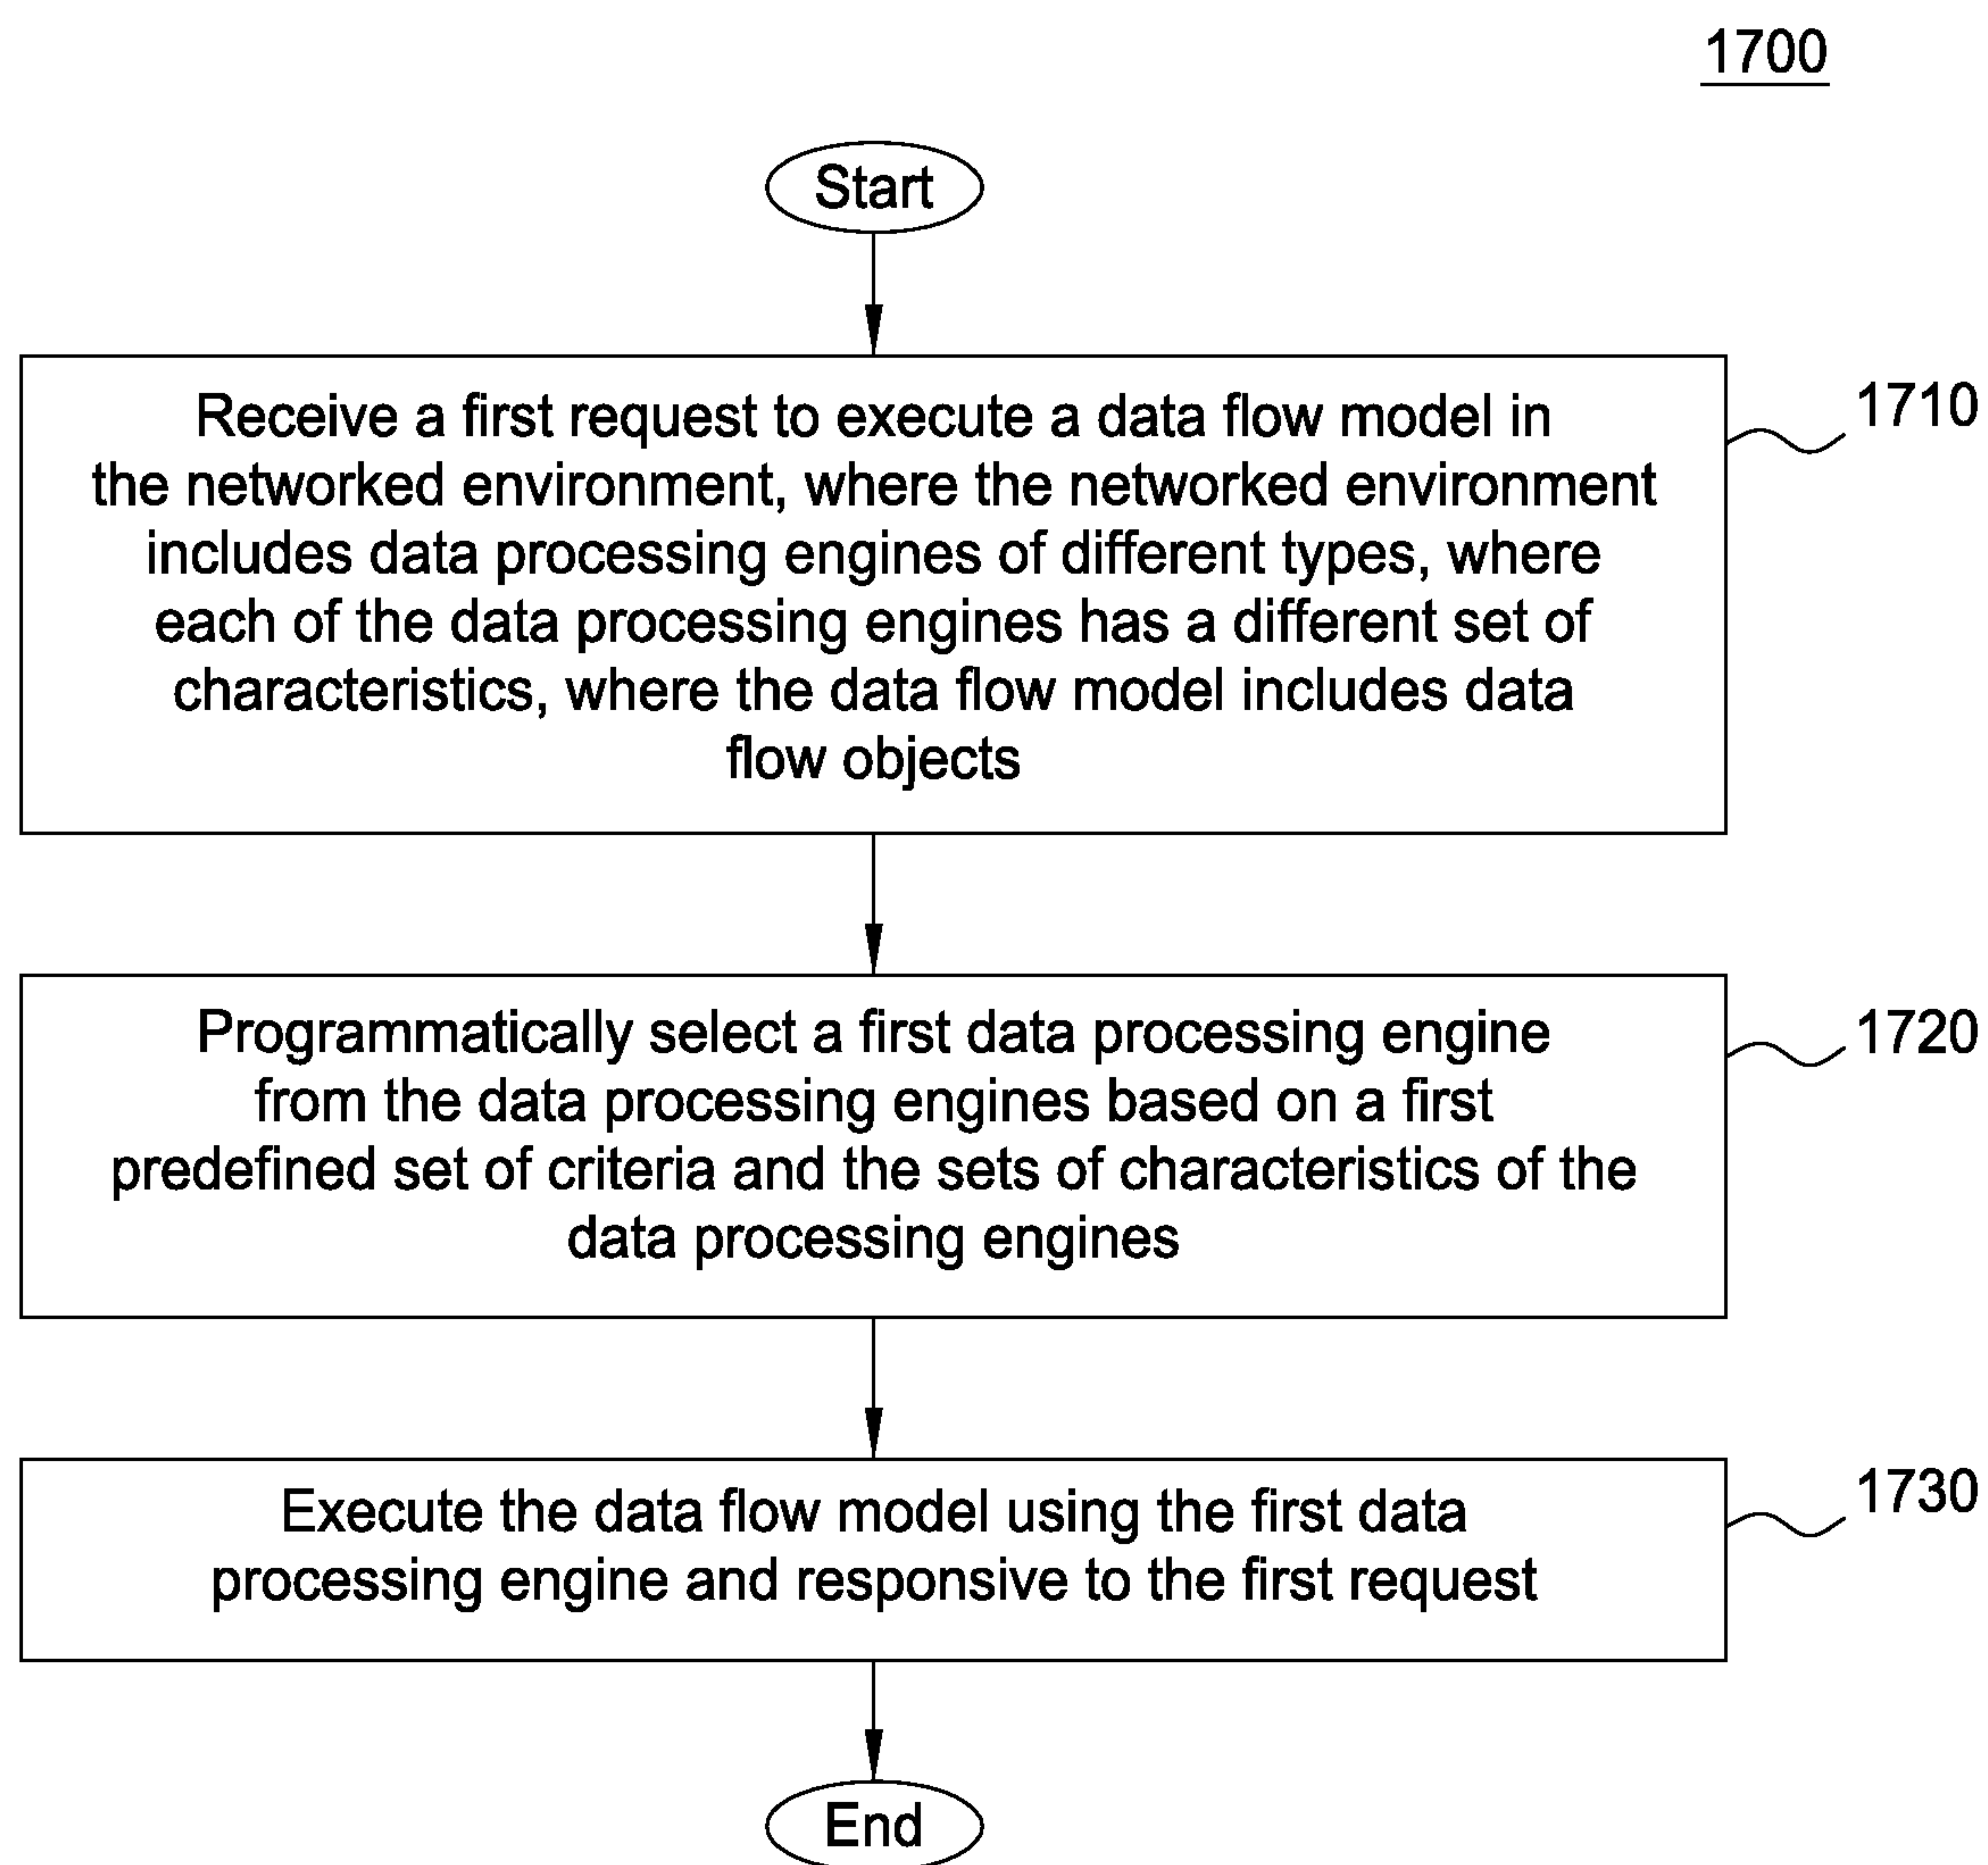 1700
Start
Receive a first request to execute a data flow model in
the networked environment, where the networked environment
includes data processing engines of different types, where
each of the data processing engines has a different set of
characteristics, where the data flow model includes data
flow objects
1710
Programmatically select a first data processing engine
from the data processing engines based on a first
predefined set of criteria and the sets of characteristics of the
data processing engines
1720
Execute the data flow model using the first data
processing engine and responsive to the first request
1730
End